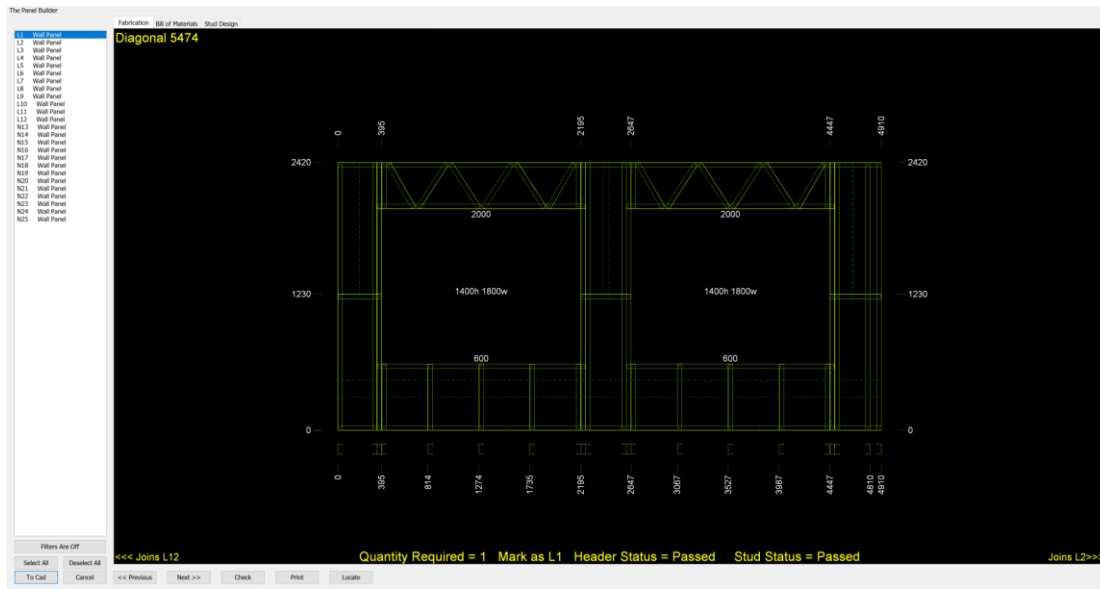 The Panel Builder
Fabrication Bill of Materials Stud Design
L1 Wall Panel
L2 Wall Panel
L3 Wall Panel
L4 Wall Panel
L5 Wall Panel
L6 Wall Panel
L7 Wall Panel
L8 Wall Panel
L9 Wall Panel
L10 Wall Panel
L11 Wall Panel
L12 Wall Panel
N13 Wall Panel
N14 Wall Panel
N15 Wall Panel
N16 Wall Panel
N17 Wall Panel
N18 Wall Panel
N19 Wall Panel
N20 Wall Panel
N21 Wall Panel
N22 Wall Panel
N23 Wall Panel
N24 Wall Panel
N25 Wall Panel
Diagonal 5474
0 395 2195 2647 4447 4910
2420 2420
2000 2000
1230 1400h 1800w 1400h 1800w 1230
600 600
0 0
0 395 814 1274 1735 2195 2647 3067 3527 3987 4447 4810 4910
<<< Joins L12 Quantity Required = 1 Mark as L1 Header Status = Passed Stud Status = Passed Joins L2>>>
Filters Are Off
Select All Deselect All
To Cad Cancel << Previous Next >> Check Print Locate